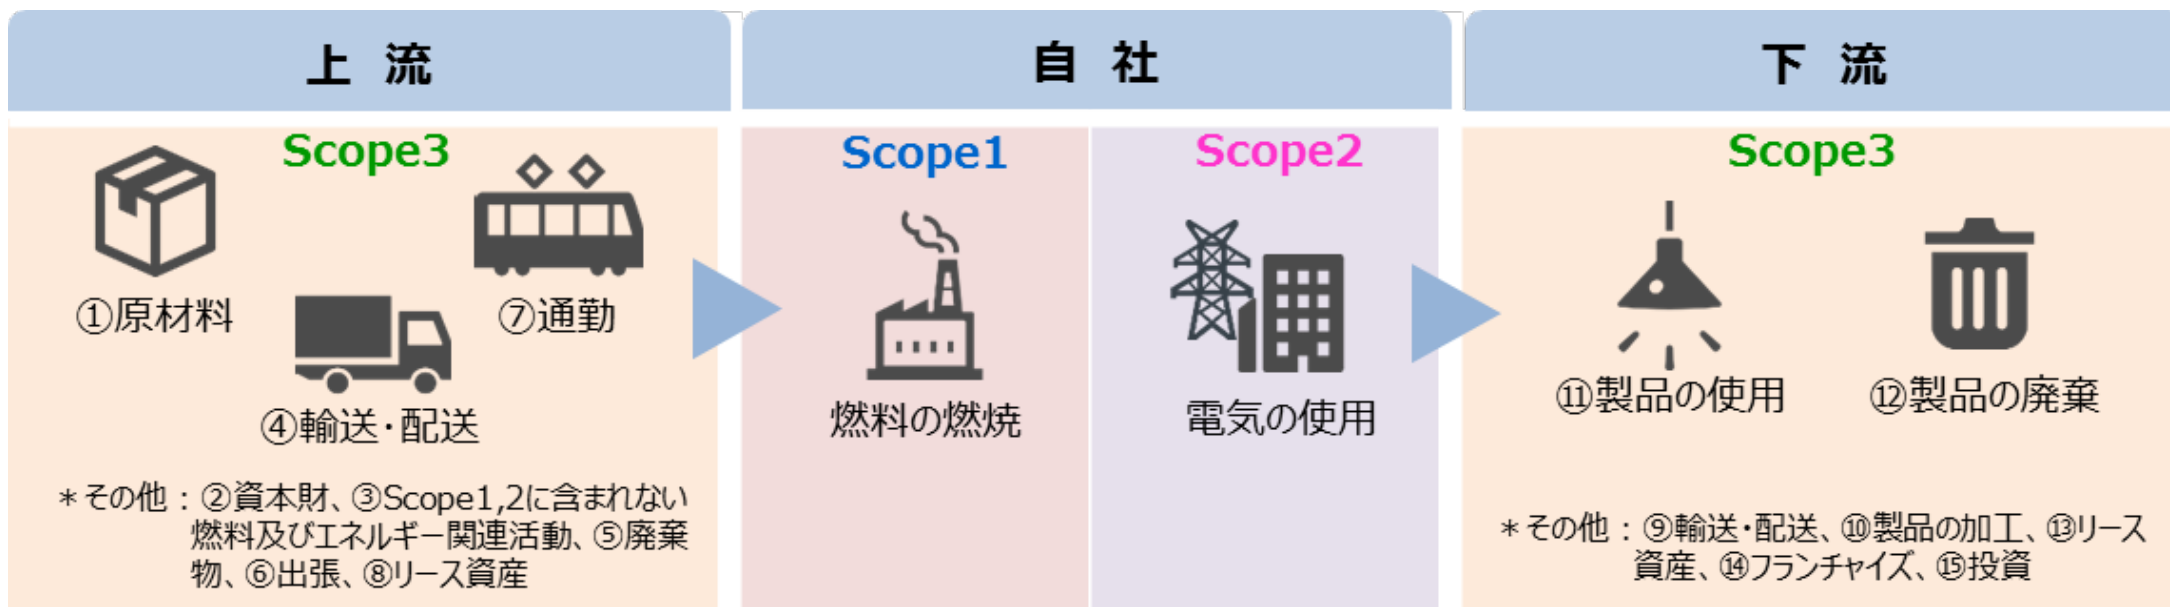 上 流
Scope3
①原材料
⑦通勤
④輸送・配送
＊その他：②資本財、③Scope1,2に含まれない
燃料及びエネルギー関連活動、⑤廃棄
物、⑥出張、⑧リース資産
自 社
Scope1
燃料の燃焼
Scope2
電気の使用
下 流
Scope3
⑪製品の使用
⑫製品の廃棄
＊その他：⑨輸送・配送、⑩製品の加工、⑬リース
資産、⑭フランチャイズ、⑮投資